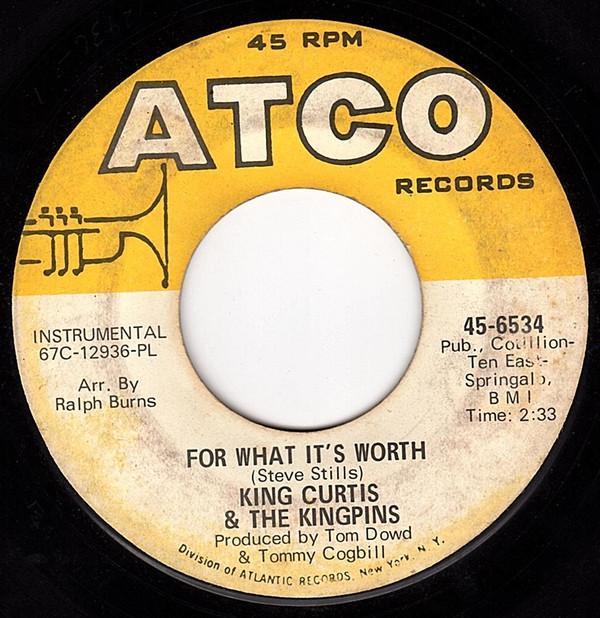 45 RPM
ATCO
RECORDS
INSTRUMENTAL
67C-12936-PL
Arr. By
Ralph Burns
45-6534
Pub., Cotillion-
Ten East-
Springalo,
B M I
Time: 2:33
FOR WHAT IT'S WORTH
(Steve Stills)
KING CURTIS
& THE KINGPINS
Produced by Tom Dowd
& Tommy Cogbill
Division of ATLANTIC RECORDS, New York, N. Y.